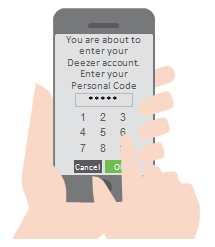 You are about to
enter your
Deezer account.
Enter your
Personal Code
*****
1 2 3
4 5 6
7 8
Cancel